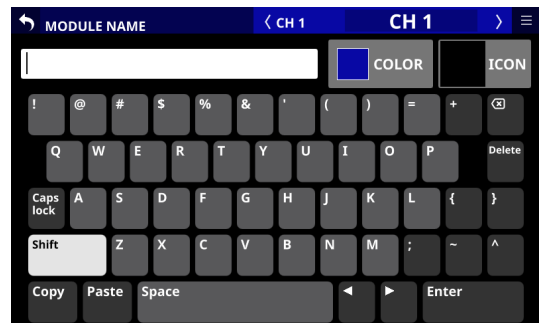 MODULE NAME CH 1 CH 1
COLOR ICON
! @ # $ % & ' ( ) = +
Q W E R T Y U I O P Delete
Caps lock A S D F G H J K L { }
Shift Z X C V B N M ; ~ ^
Copy Paste Space Enter